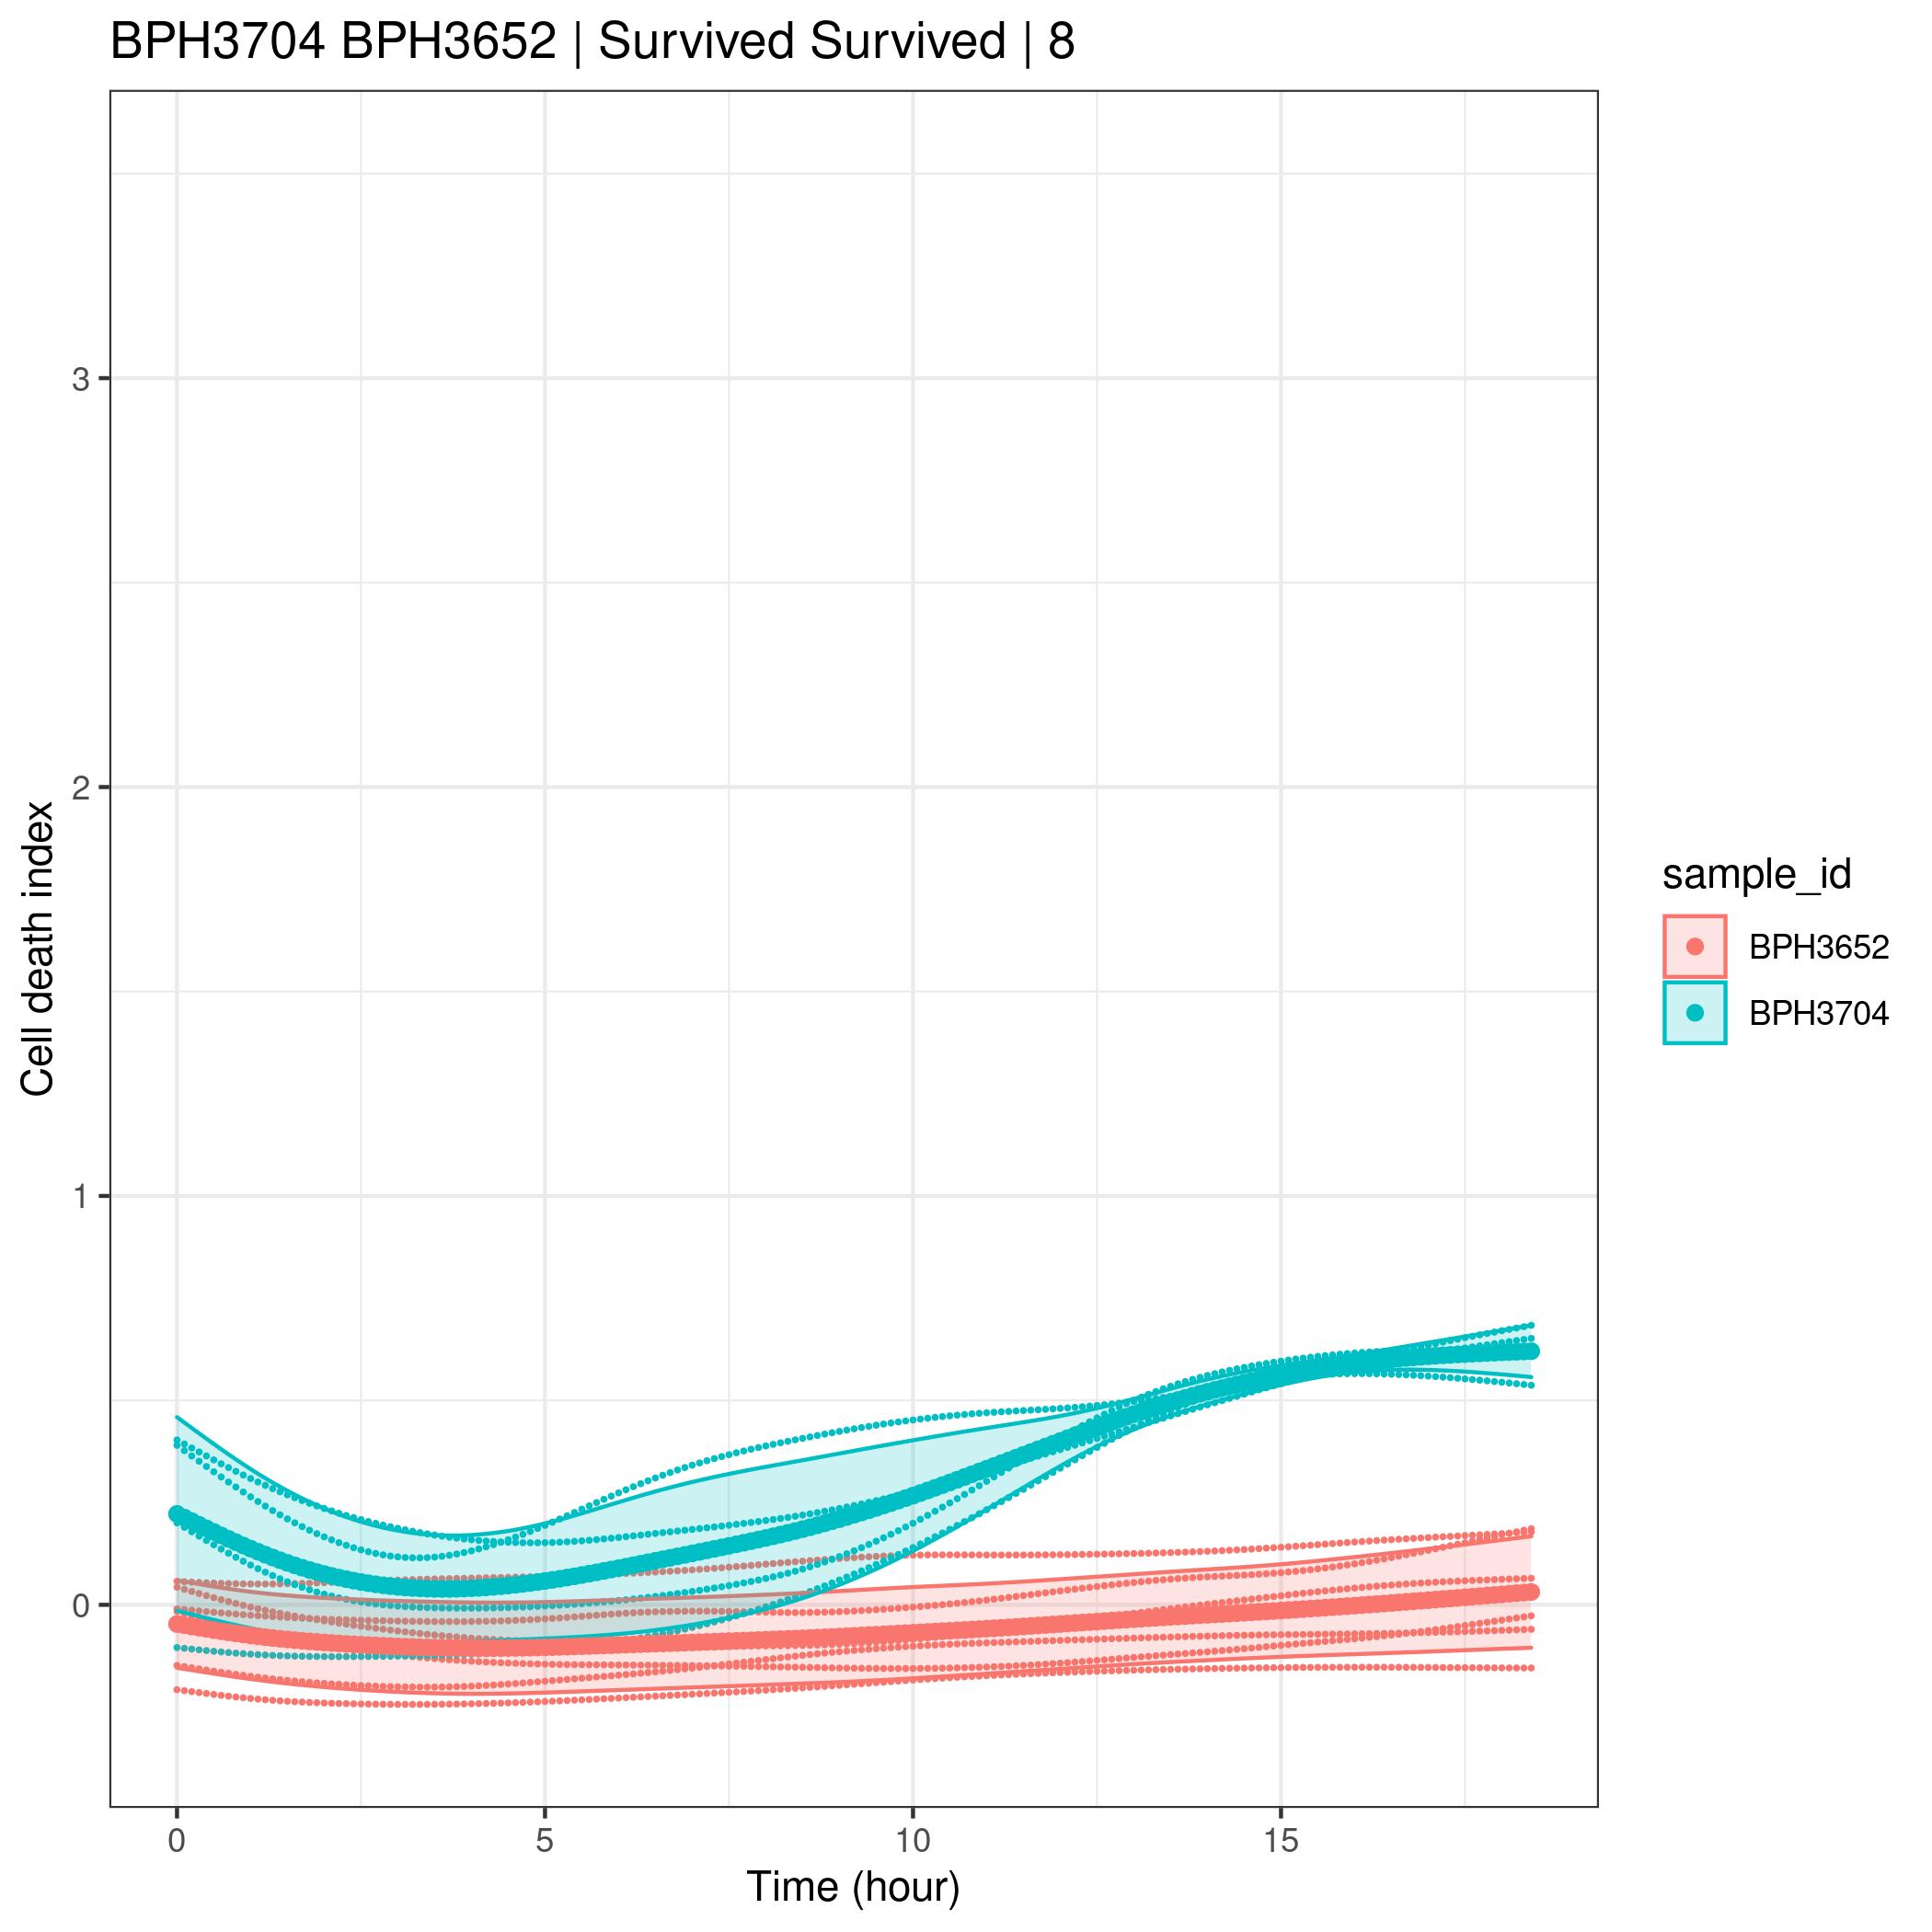 BPH3704 BPH3652 | Survived Survived | 8
3
2
1
0
Cell death index
0 5 10 15
Time (hour)
sample_id
BPH3652
BPH3704